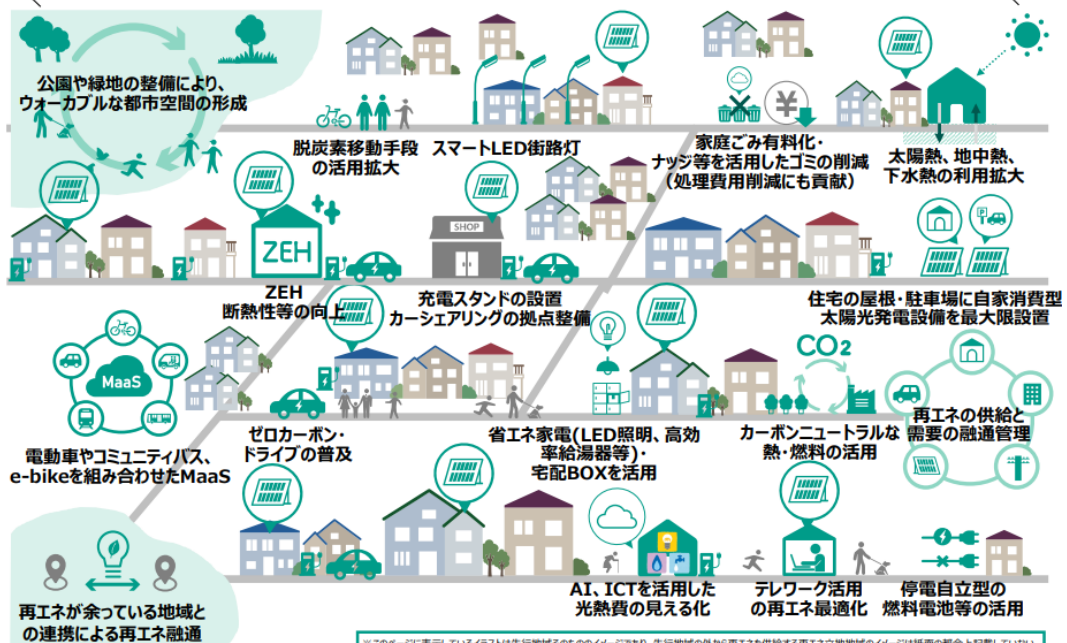 公園や緑地の整備により、
ウォーカブルな都市空間の形成
脱炭素移動手段
の活用拡大
スマートLED街路灯
¥
家庭ごみ有料化・
ナッジ等を活用したゴミの削減
（処理費用削減にも貢献）
太陽熱、地中熱、
下水熱の利用拡大
ZEH
ZEH
断熱性等の向上
SHOP
充電スタンドの設置
カーシェアリングの拠点整備
P
住宅の屋根・駐車場に自家消費型
太陽光発電設備を最大限設置
MaaS
電動車やコミュニティバス、
e-bikeを組み合わせたMaaS
ゼロカーボン・
ドライブの普及
省エネ家電(LED照明、高効
率給湯器等)・
宅配BOXを活用
CO2
カーボンニュートラルな
熱・燃料の活用
再エネの供給と
需要の融通管理
再エネが余っている地域と
の連携による再エネ融通
AI、ICTを活用した
光熱費の見える化
テレワーク活用
の再エネ最適化
停電自立型の
燃料電池等の活用